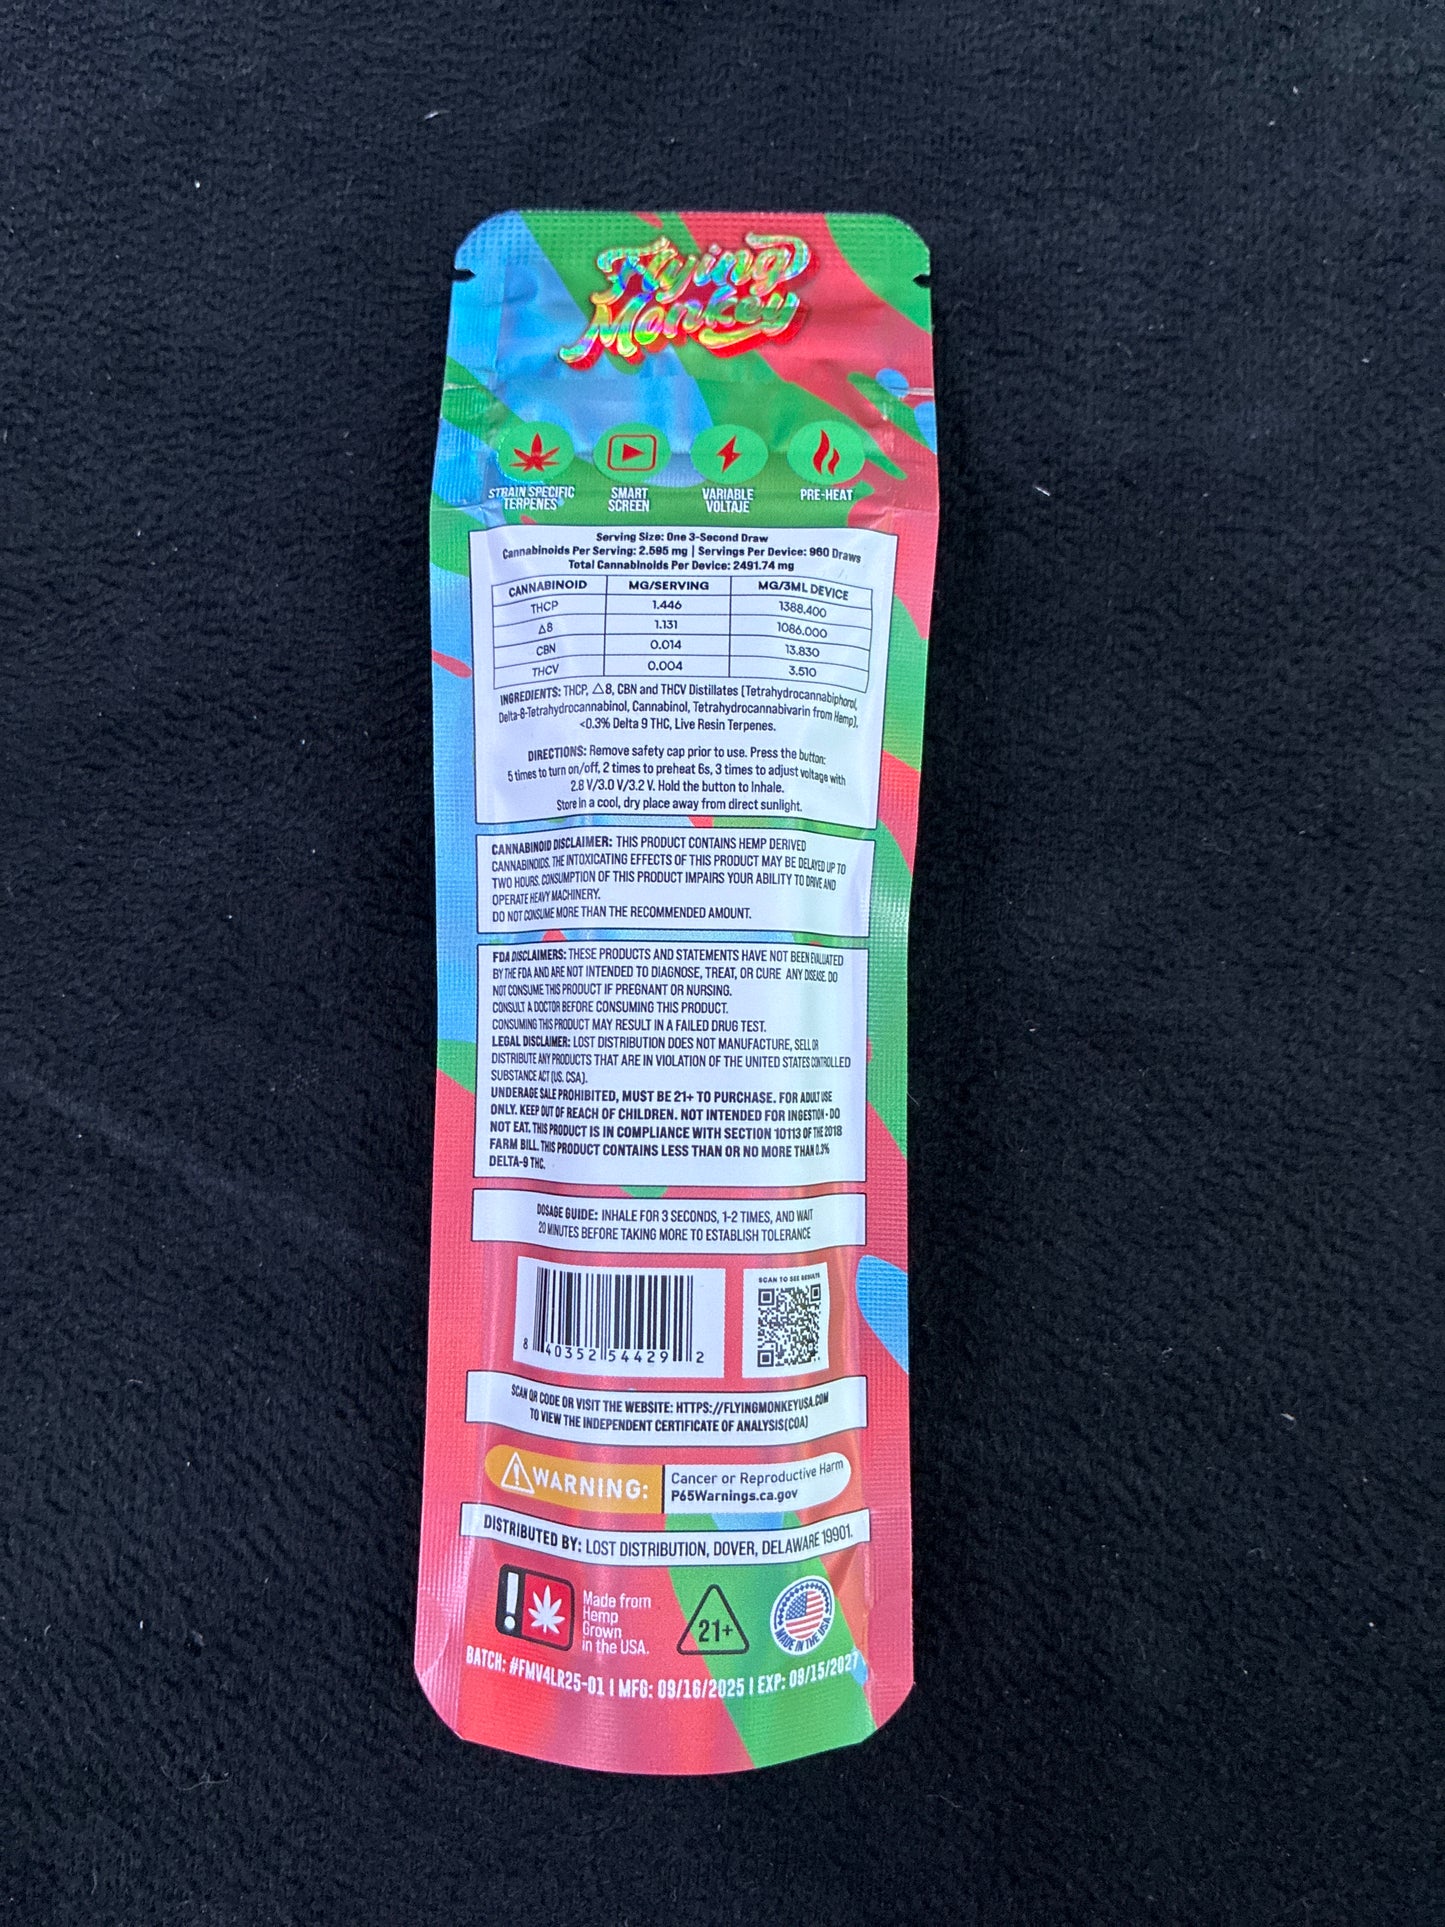 Flying
Monkey
STRAIN SPECIFIC
TERPENES
SMART
SCREEN
VARIABLE
VOLTAJE
PRE-HEAT
Serving Size: One 3-Second Draw
Cannabinoids Per Serving: 2.595 mg | Servings Per Device: 960 Draws
Total Cannabinoids Per Device: 2491.74 mg
CANNABINOID MG/SERVING MG/3ML DEVICE
THCP 1.446 1388.400
Δ8 1.131 1086.000
CBN 0.014 13.830
THCV 0.004 3.510
INGREDIENTS: THCP, Δ8, CBN and THCV Distillates (Tetrahydrocannabiphorol,
Delta-8-Tetrahydrocannabinol, Cannabinol, Tetrahydrocannabivarin from Hemp),
<0.3% Delta 9 THC, Live Resin Terpenes.
DIRECTIONS: Remove safety cap prior to use. Press the button:
5 times to turn on/off, 2 times to preheat 6s, 3 times to adjust voltage with
2.8 V/3.0 V/3.2 V. Hold the button to Inhale.
Store in a cool, dry place away from direct sunlight.
CANNABINOID DISCLAIMER: THIS PRODUCT CONTAINS HEMP DERIVED
CANNABINOIDS. THE INTOXICATING EFFECTS OF THIS PRODUCT MAY BE DELAYED UP TO
TWO HOURS. CONSUMPTION OF THIS PRODUCT IMPAIRS YOUR ABILITY TO DRIVE AND
OPERATE HEAVY MACHINERY.
DO NOT CONSUME MORE THAN THE RECOMMENDED AMOUNT.
FDA DISCLAIMERS: THESE PRODUCTS AND STATEMENTS HAVE NOT BEEN EVALUATED
BY THE FDA AND ARE NOT INTENDED TO DIAGNOSE, TREAT, OR CURE ANY DISEASE. DO
NOT CONSUME THIS PRODUCT IF PREGNANT OR NURSING.
CONSULT A DOCTOR BEFORE CONSUMING THIS PRODUCT.
CONSUMING THIS PRODUCT MAY RESULT IN A FAILED DRUG TEST.
LEGAL DISCLAIMER: LOST DISTRIBUTION DOES NOT MANUFACTURE, SELL OR
DISTRIBUTE ANY PRODUCTS THAT ARE IN VIOLATION OF THE UNITED STATES CONTROLLED
SUBSTANCE ACT (US. CSA).
UNDERAGE SALE PROHIBITED, MUST BE 21+ TO PURCHASE. FOR ADULT USE
ONLY. KEEP OUT OF REACH OF CHILDREN. NOT INTENDED FOR INGESTION - DO
NOT EAT. THIS PRODUCT IS IN COMPLIANCE WITH SECTION 10113 OF THE 2018
FARM BILL. THIS PRODUCT CONTAINS LESS THAN OR NO MORE THAN 0.3%
DELTA-9 THC.
DOSAGE GUIDE: INHALE FOR 3 SECONDS, 1-2 TIMES, AND WAIT
20 MINUTES BEFORE TAKING MORE TO ESTABLISH TOLERANCE
8 40352 54429 2
SCAN TO SEE RESULTS
SCAN QR CODE OR VISIT THE WEBSITE: HTTPS://FLYINGMONKEYUSA.COM
TO VIEW THE INDEPENDENT CERTIFICATE OF ANALYSIS(COA)
WARNING: Cancer or Reproductive Harm
P65Warnings.ca.gov
DISTRIBUTED BY: LOST DISTRIBUTION, DOVER, DELAWARE 19901.
Made from
Hemp
Grown
in the USA.
21+
MADE IN THE USA
BATCH: #FMV4LR25-01 | MFG: 09/16/2025 | EXP: 09/15/2027